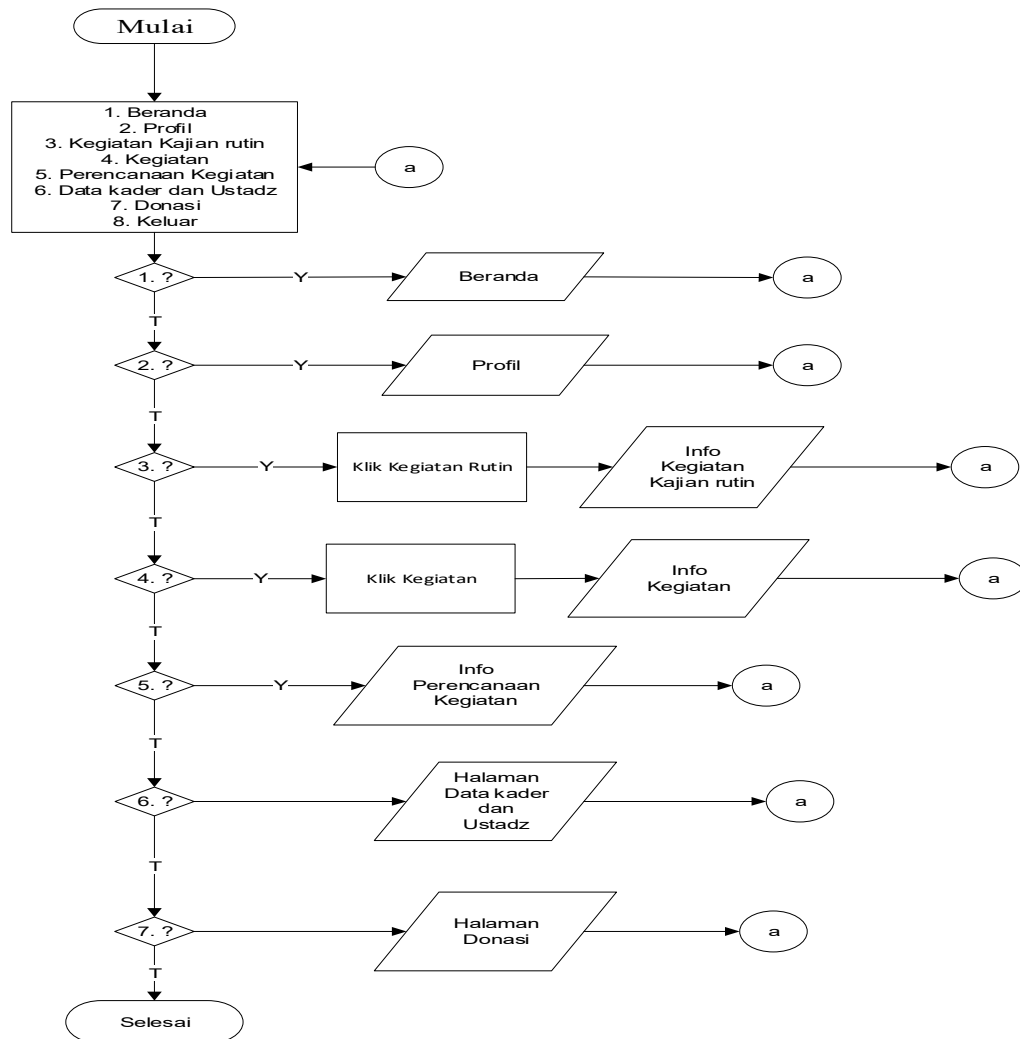 Mulai
1. Beranda
2. Profil
3. Kegiatan Kajian rutin
4. Kegiatan
5. Perencanaan Kegiatan
6. Data kader dan Ustadz
7. Donasi
8. Keluar
a
1. ?
Y
Beranda
a
T
2. ?
Y
Profil
a
T
3. ?
Y
Klik Kegiatan Rutin
Info
Kegiatan
Kajian rutin
a
T
4. ?
Y
Klik Kegiatan
Info
Kegiatan
a
T
5. ?
Y
Info
Perencanaan
Kegiatan
a
T
6. ?
Halaman
Data kader
dan
Ustadz
a
T
7. ?
Halaman
Donasi
a
T
Selesai